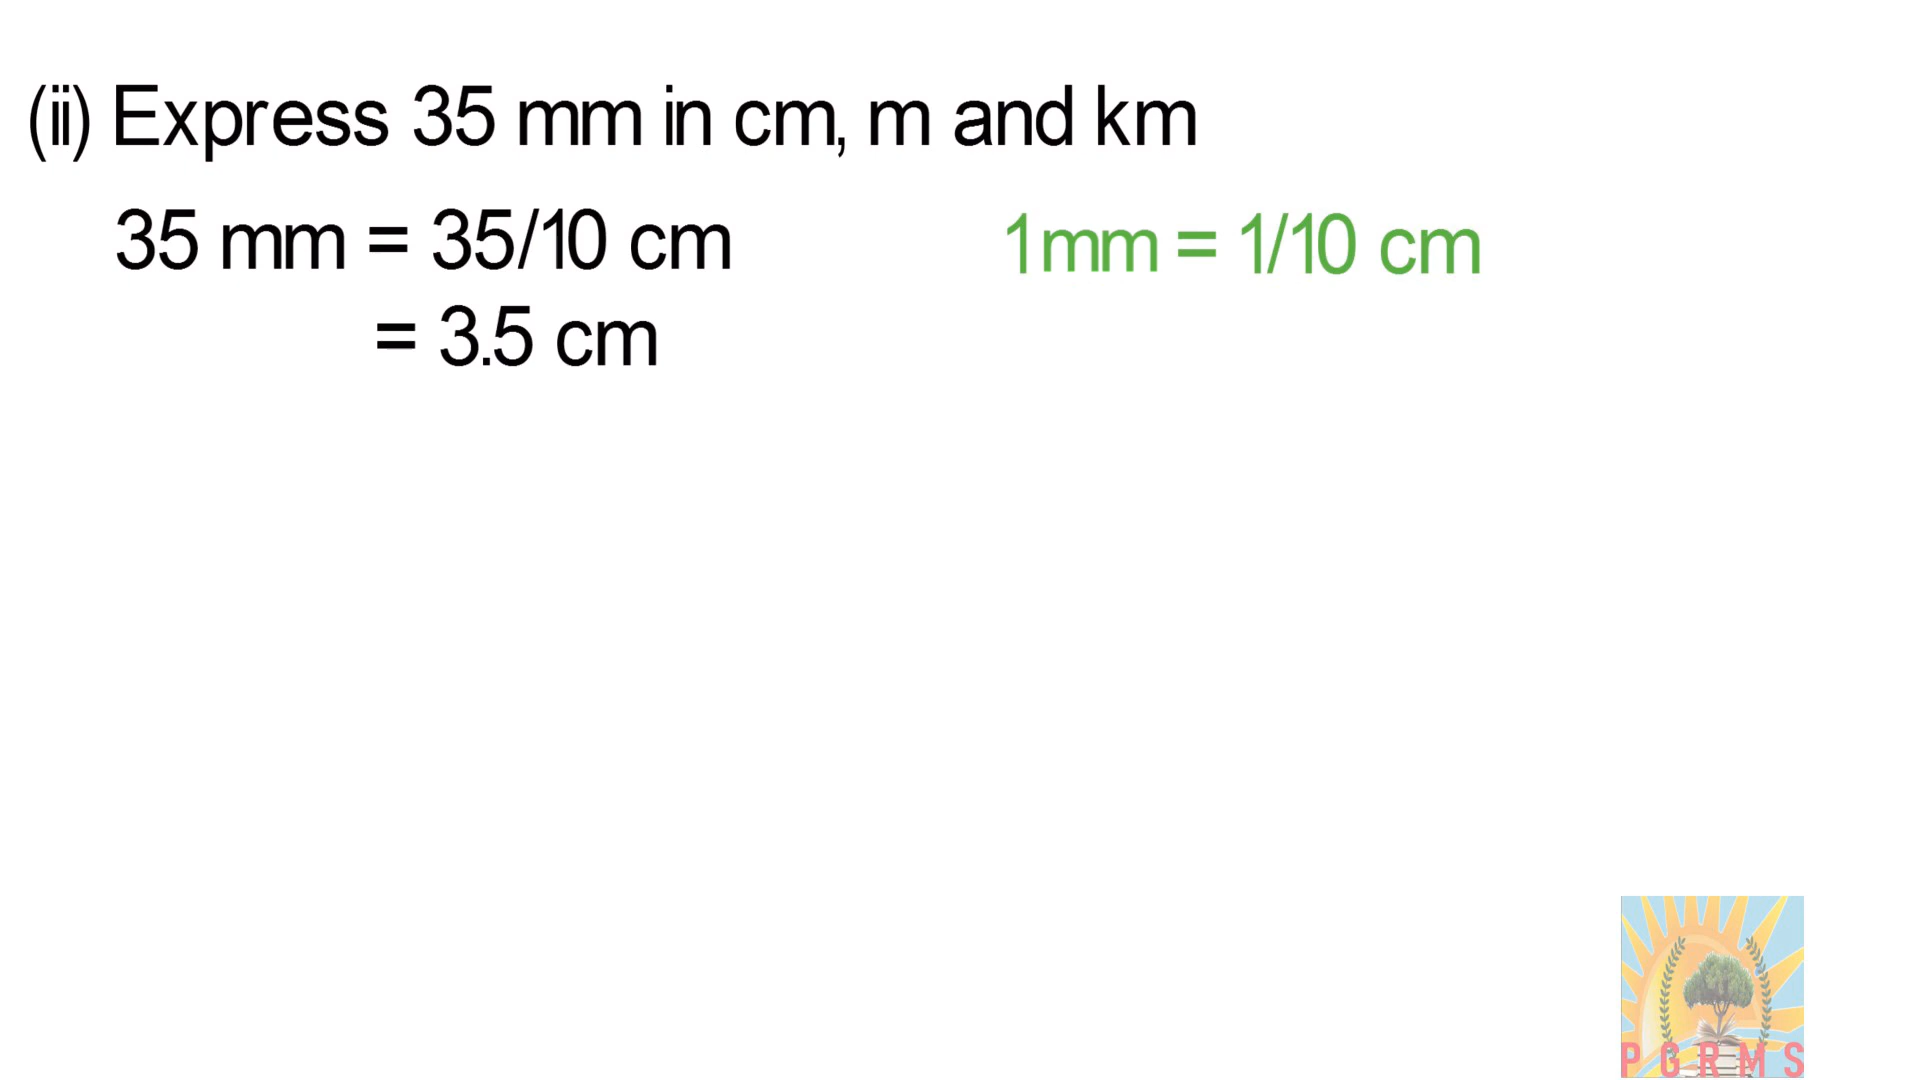 (ii) Express 35 mm in cm, m and km
35 mm = 35/10 cm
1mm = 1/10 cm
= 3.5 cm
PGRMS